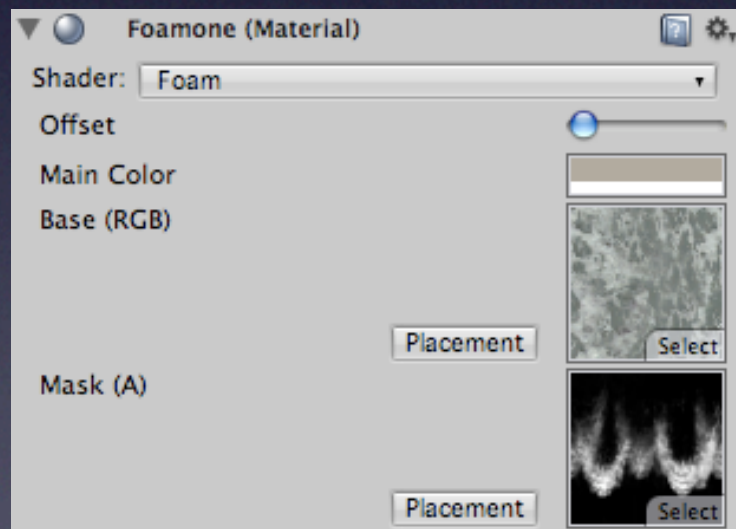 Foamone (Material)
Shader: Foam
Offset
Main Color
Base (RGB)
Placement
Select
Mask (A)
Placement
Select